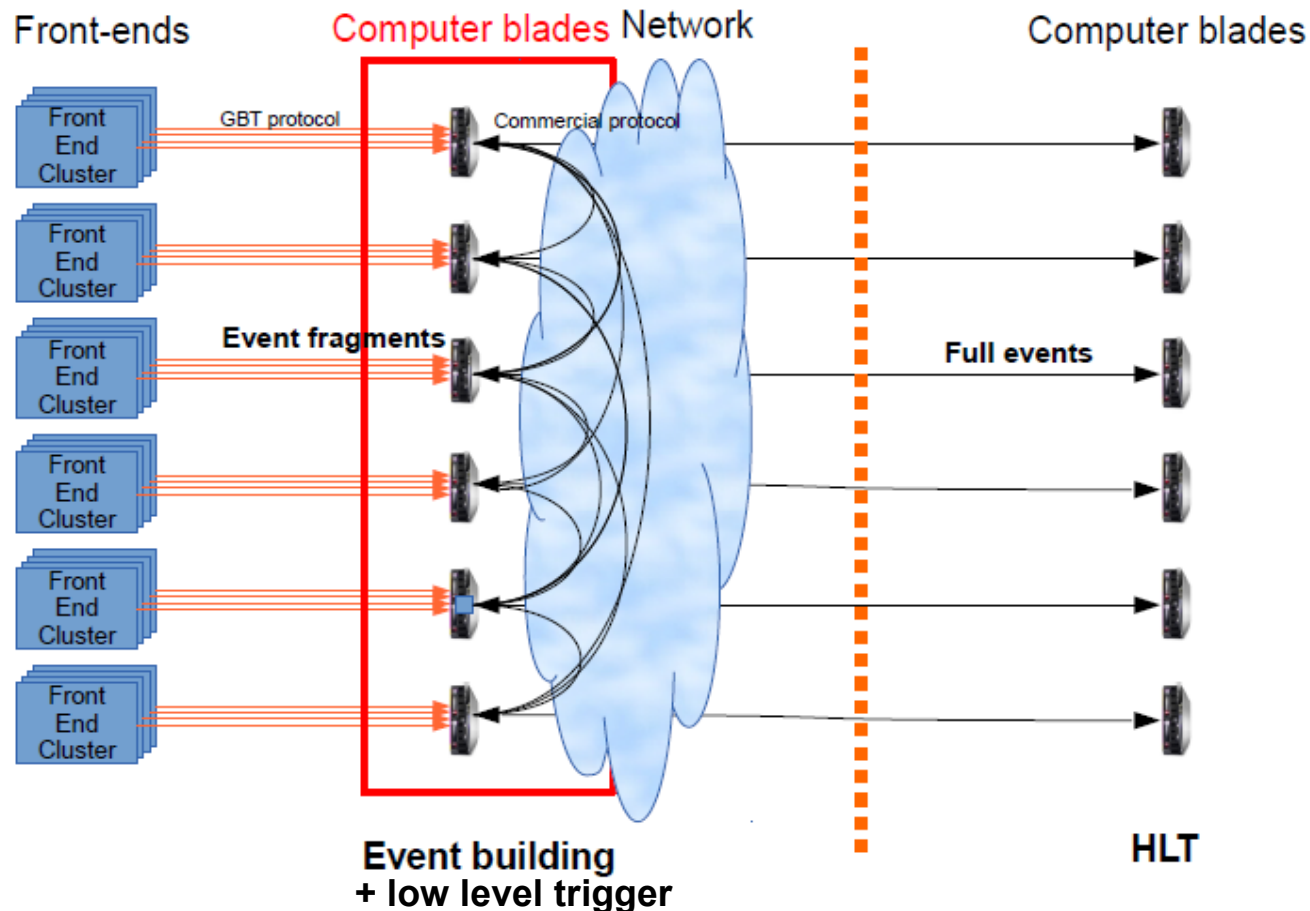 Front-ends
Computer blades
Network
Computer blades
Front
End
Cluster
GBT protocol
Commercial protocol
Front
End
Cluster
Front
End
Cluster
Event fragments
Full events
Front
End
Cluster
Front
End
Cluster
Front
End
Cluster
Event building
+ low level trigger
HLT